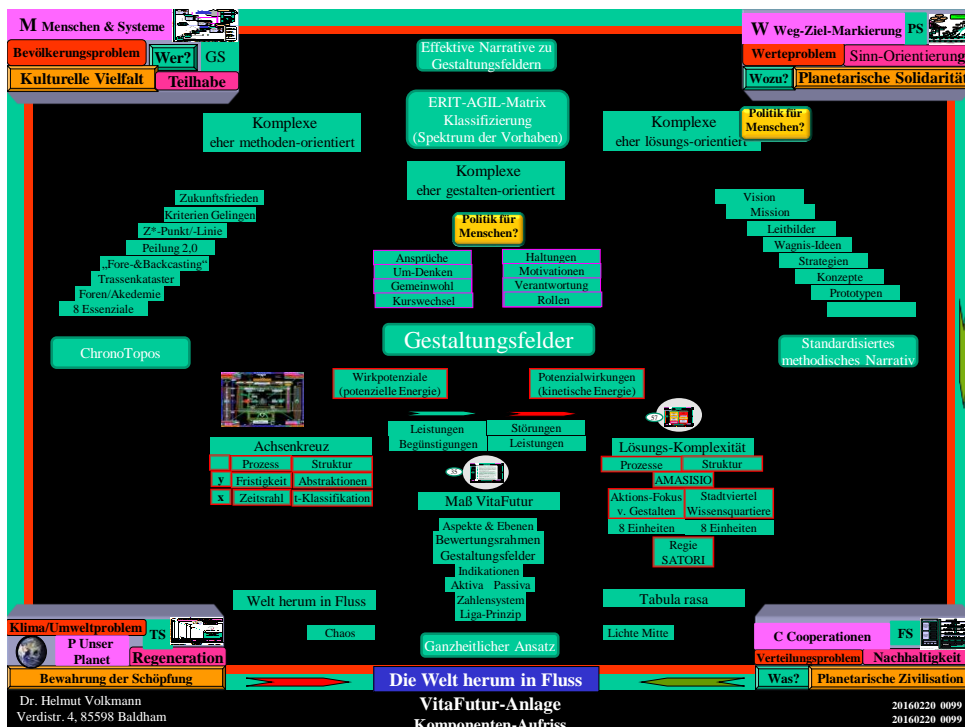 M Menschen & Systeme
Bevölkerungsproblem
Wer?
GS
Kulturelle Vielfalt
Teilhabe
W Weg-Ziel-Markierung
PS
Werteproblem
Sinn-Orientierung
Wozu?
Planetarische Solidarität
Effektive Narrative zu
Gestaltungsfeldern
ERIT-AGIL-Matrix
Klassifizierung
(Spektrum der Vorhaben)
Komplexe
eher methoden-orientiert
Komplexe
eher lösungs-orientiert
Politik für
Menschen?
Komplexe
eher gestalten-orientiert
Politik für
Menschen?
Zukunftsfrieden
Kriterien Gelingen
Z*-Punkt/-Linie
Peilung 2,0
„Fore-&Backcasting“
Trassenkataster
Foren/Akedemie
8 Essenziale
Ansprüche
Um-Denken
Gemeinwohl
Kurswechsel
Haltungen
Motivationen
Verantwortung
Rollen
Vision
Mission
Leitbilder
Wagnis-Ideen
Strategien
Konzepte
Prototypen
ChronoTopos
Gestaltungsfelder
Standardisiertes
methodisches Narrativ
Wirkpotenziale
(potenzielle Energie)
Potenzialwirkungen
(kinetische Energie)
Leistungen
Begünstigungen
Störungen
Leistungen
57
35
Achsenkreuz
Prozess Struktur
y Fristigkeit Abstraktionen
x Zeitsrahl t-Klassifikation
Maß VitaFutur
Aspekte & Ebenen
Bewertungsrahmen
Gestaltungsfelder
Indikationen
Aktiva Passiva
Zahlensystem
Liga-Prinzip
Lösungs-Komplexität
Prozesse Struktur
AMASISIO
Aktions-Fokus
v. Gestalten
Stadtviertel
Wissensquartiere
8 Einheiten 8 Einheiten
Regie
SATORI
Welt herum in Fluss
Chaos
Tabula rasa
Lichte Mitte
Ganzheitlicher Ansatz
Klima/Umweltproblem
TS
P Unser
Planet
Regeneration
Bewahrung der Schöpfung
C Cooperationen
FS
Verteilungsproblem
Nachhaltigkeit
Was?
Planetarische Zivilisation
Die Welt herum in Fluss
Dr. Helmut Volkmann
Verdistr. 4, 85598 Baldham
VitaFutur-Anlage
Komponenten-Aufriss
20160220 0099
20160220 0099